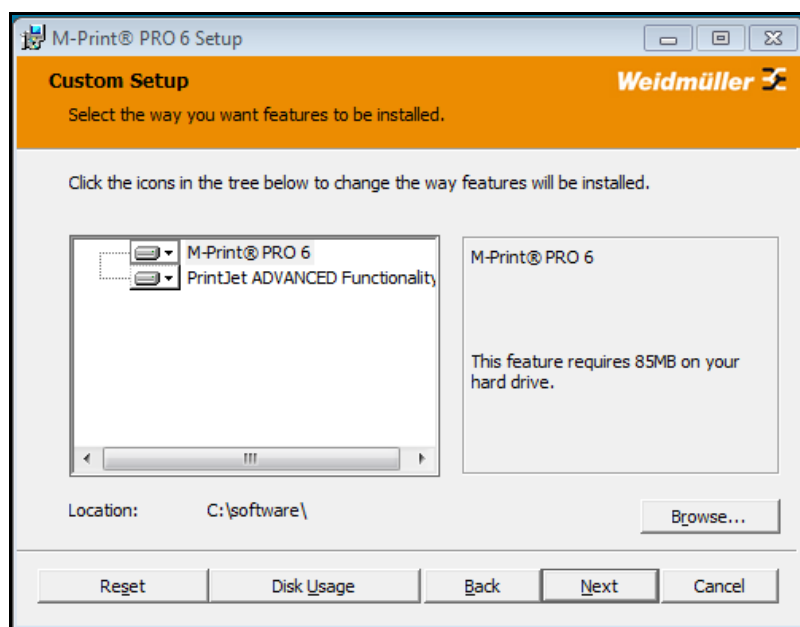 M-Print® PRO 6 Setup
Custom Setup
Weidmüller
Select the way you want features to be installed.
Click the icons in the tree below to change the way features will be installed.
M-Print® PRO 6
PrintJet ADVANCED Functionality
M-Print® PRO 6
This feature requires 85MB on your
hard drive.
Location: C:\software\
Browse...
Reset Disk Usage Back Next Cancel